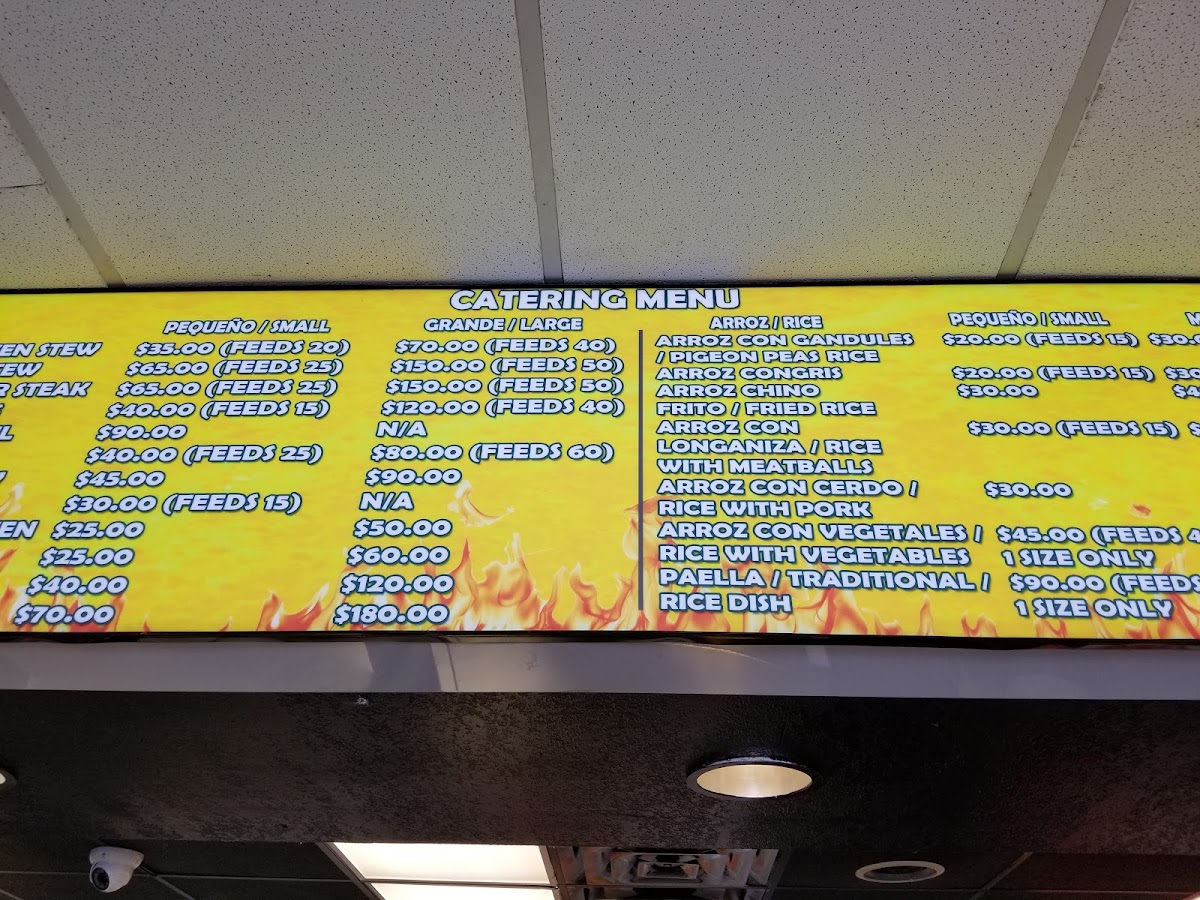 CATERING MENU
PEQUEÑO / SMALL GRANDE / LARGE
STEW $35.00 (FEEDS 20) $70.00 (FEEDS 40)
$65.00 (FEEDS 25) $150.00 (FEEDS 50)
STEAK $65.00 (FEEDS 25) $150.00 (FEEDS 50)
$40.00 (FEEDS 15) $120.00 (FEEDS 40)
$90.00 N/A
$40.00 (FEEDS 25) $80.00 (FEEDS 60)
$45.00 $90.00
$30.00 (FEEDS 15) N/A
$25.00 $50.00
$25.00 $60.00
$40.00 $120.00
$70.00 $180.00
ARROZ / RICE PEQUEÑO / SMALL
ARROZ CON GANDULES $20.00 (FEEDS 15)
/ PIGEON PEAS RICE
ARROZ CONGRIS $20.00 (FEEDS 15)
ARROZ CHINO $30.00
FRITO / FRIED RICE
ARROZ CON $30.00 (FEEDS 15)
LONGANIZA / RICE
WITH MEATBALLS
ARROZ CON CERDO / $30.00
RICE WITH PORK
ARROZ CON VEGETALES / $45.00 (FEEDS
RICE WITH VEGETABLES 1 SIZE ONLY
PAELLA / TRADITIONAL / $90.00 (FEEDS
RICE DISH 1 SIZE ONLY